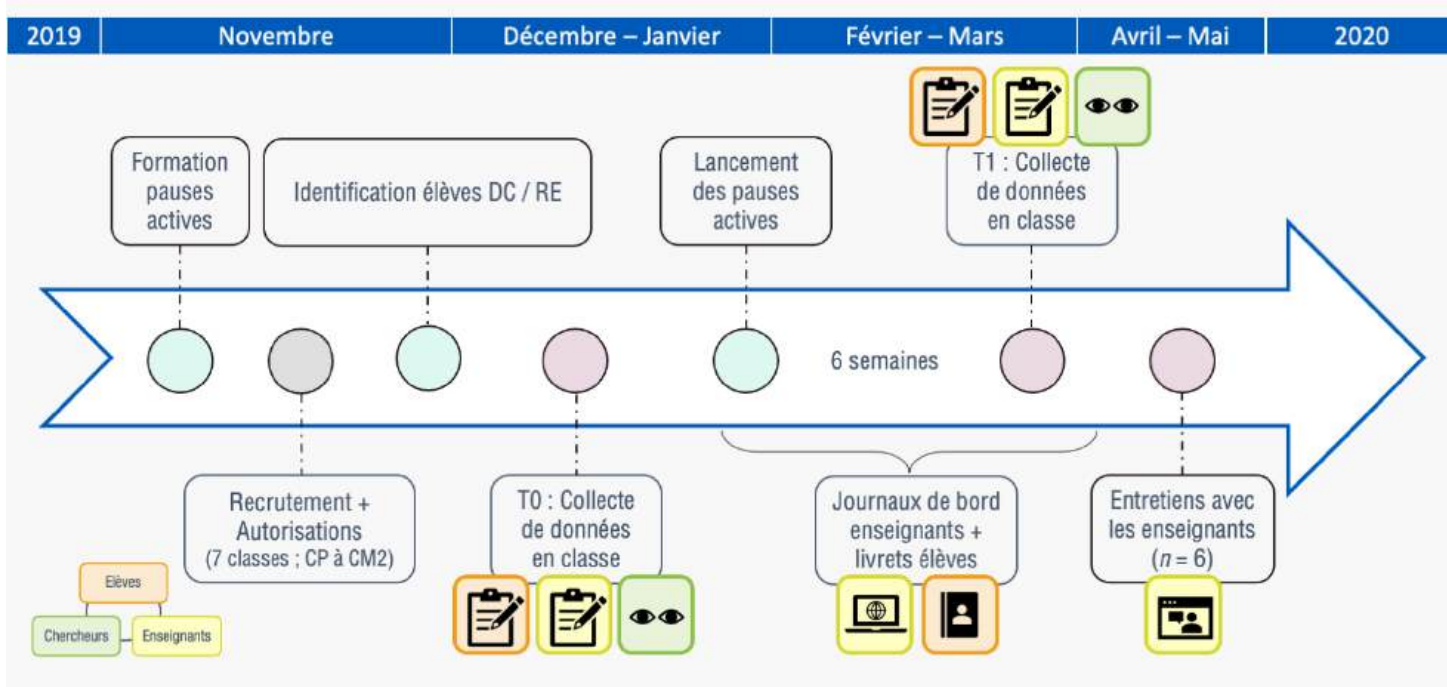 2019
Novembre
Décembre – Janvier
Février – Mars
Avril – Mai
2020
Formation
pauses
actives
Identification élèves DC / RE
Lancement
des pauses
actives
T1 : Collecte
de données
en classe
6 semaines
Recrutement +
Autorisations
(7 classes ; CP à CM2)
T0 : Collecte
de données
en classe
Journaux de bord
enseignants +
livrets élèves
Entretiens avec
les enseignants
(n = 6)
Elèves
Chercheurs
Enseignants